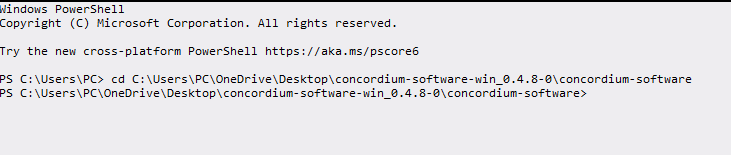 Windows PowerShell
Copyright (C) Microsoft Corporation. All rights reserved.
Try the new cross-platform PowerShell https://aka.ms/pscore6
PS C:\Users\PC> cd C:\Users\PC\OneDrive\Desktop\concordium-software-win_0.4.8-0\concordium-software
PS C:\Users\PC\OneDrive\Desktop\concordium-software-win_0.4.8-0\concordium-software>